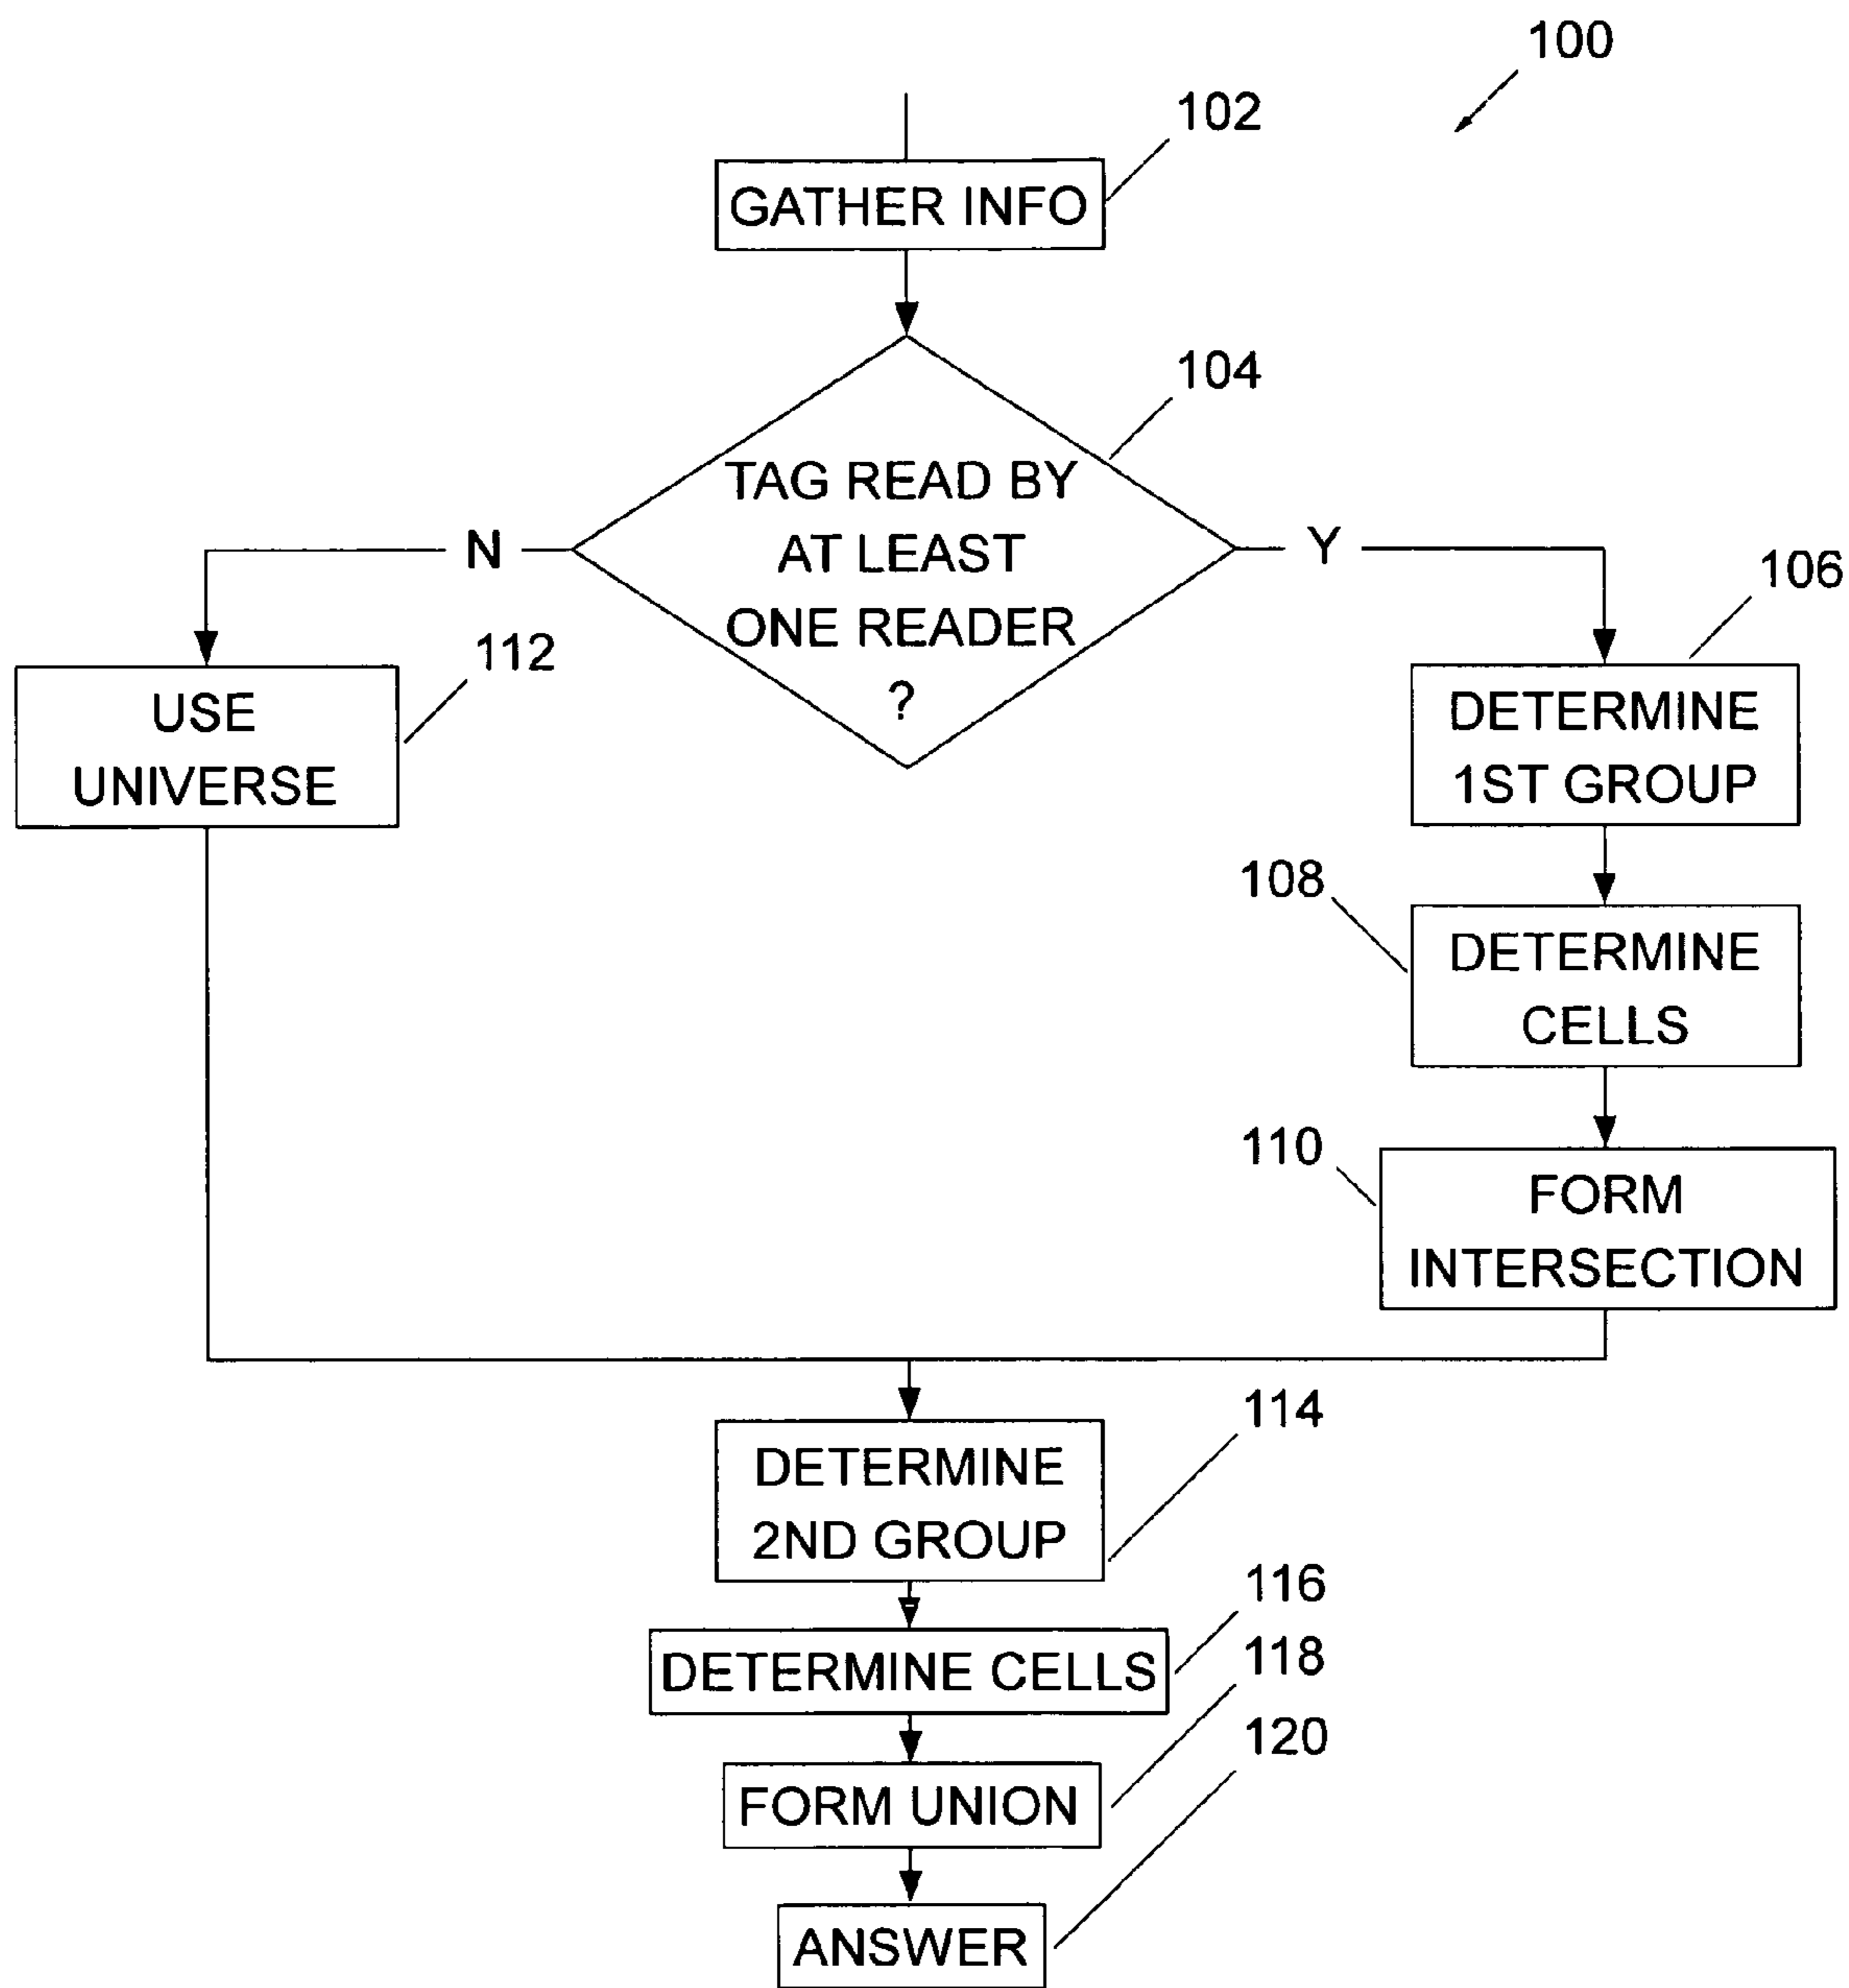 100
102
GATHER INFO
104
TAG READ BY
AT LEAST
ONE READER
?
N
Y
106
112
USE
UNIVERSE
DETERMINE
1ST GROUP
108
DETERMINE
CELLS
110
FORM
INTERSECTION
114
DETERMINE
2ND GROUP
116
DETERMINE CELLS
118
FORM UNION
120
ANSWER